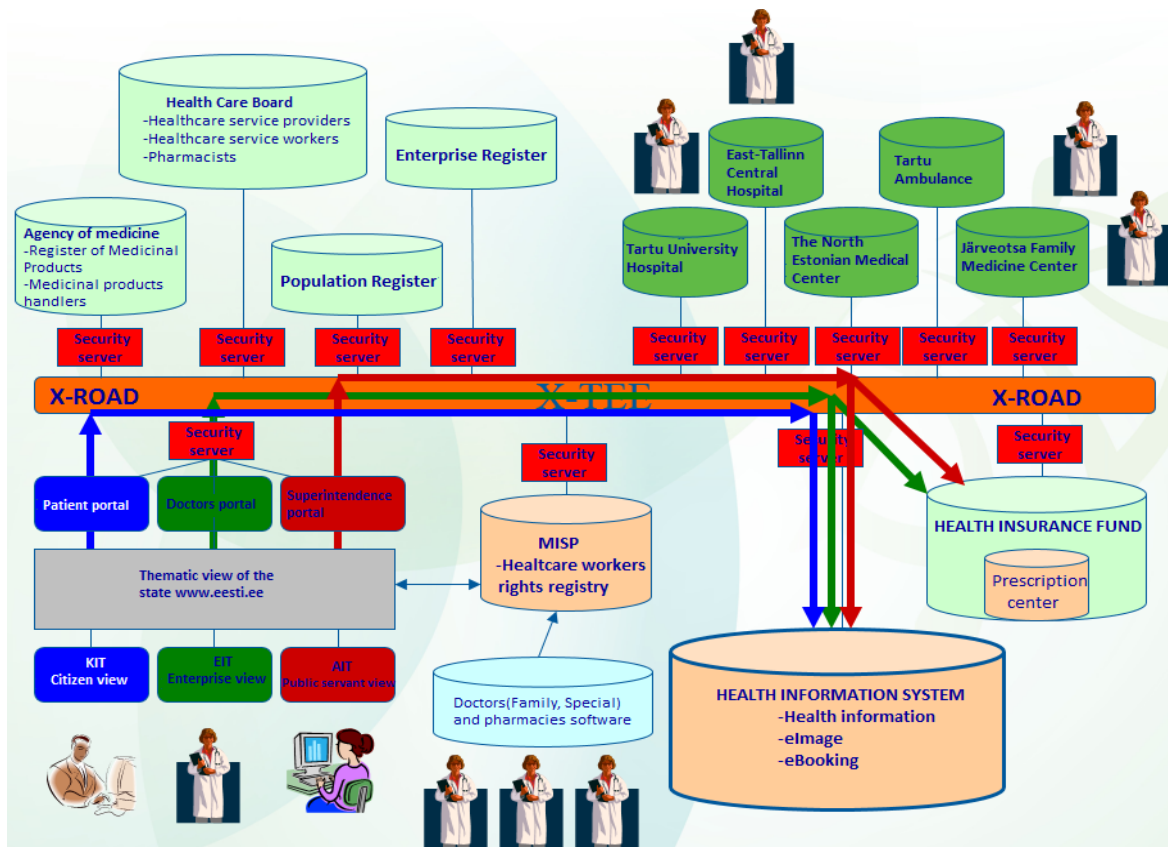 Health Care Board
-Healthcare service providers
-Healthcare service workers
-Pharmacists
Enterprise Register
East-Tallinn
Central
Hospital
Tartu
Ambulance
Agency of medicine
-Register of Medicinal
Products
-Medicinal products
handlers
Population Register
Tartu University
Hospital
The North
Estonian Medical
Center
Järveotsa Family
Medicine Center
Security
server
Security
server
Security
server
Security
server
Security
server
Security
server
Security
server
Security
server
Security
server
X-ROAD
X-TEE
X-ROAD
Security
server
Security
server
Security
server
Security
server
Patient portal
Doctors portal
Superintendence
portal
MISP
-Healtcare workers
rights registry
HEALTH INSURANCE FUND
Prescription
center
Thematic view of the
state www.eesti.ee
KIT
Citizen view
EIT
Enterprise view
AIT
Public servant view
Doctors(Family, Special)
and pharmacies software
HEALTH INFORMATION SYSTEM
-Health information
-eImage
-eBooking